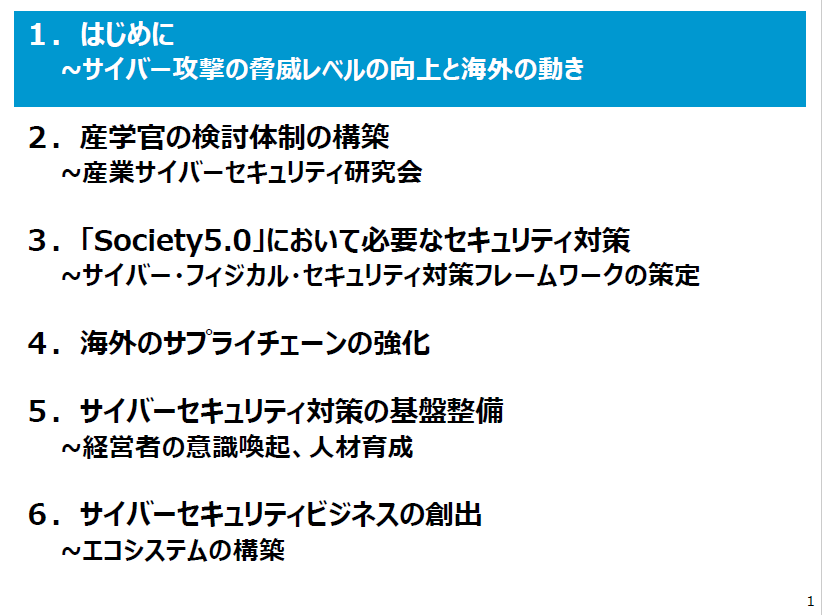 １．はじめに
~サイバー攻撃の脅威レベルの向上と海外の動き
２．産学官の検討体制の構築
~産業サイバーセキュリティ研究会
３．「Society5.0」において必要なセキュリティ対策
~サイバー・フィジカル・セキュリティ対策フレームワークの策定
４．海外のサプライチェーンの強化
５．サイバーセキュリティ対策の基盤整備
~経営者の意識喚起、人材育成
６．サイバーセキュリティビジネスの創出
~エコシステムの構築
1